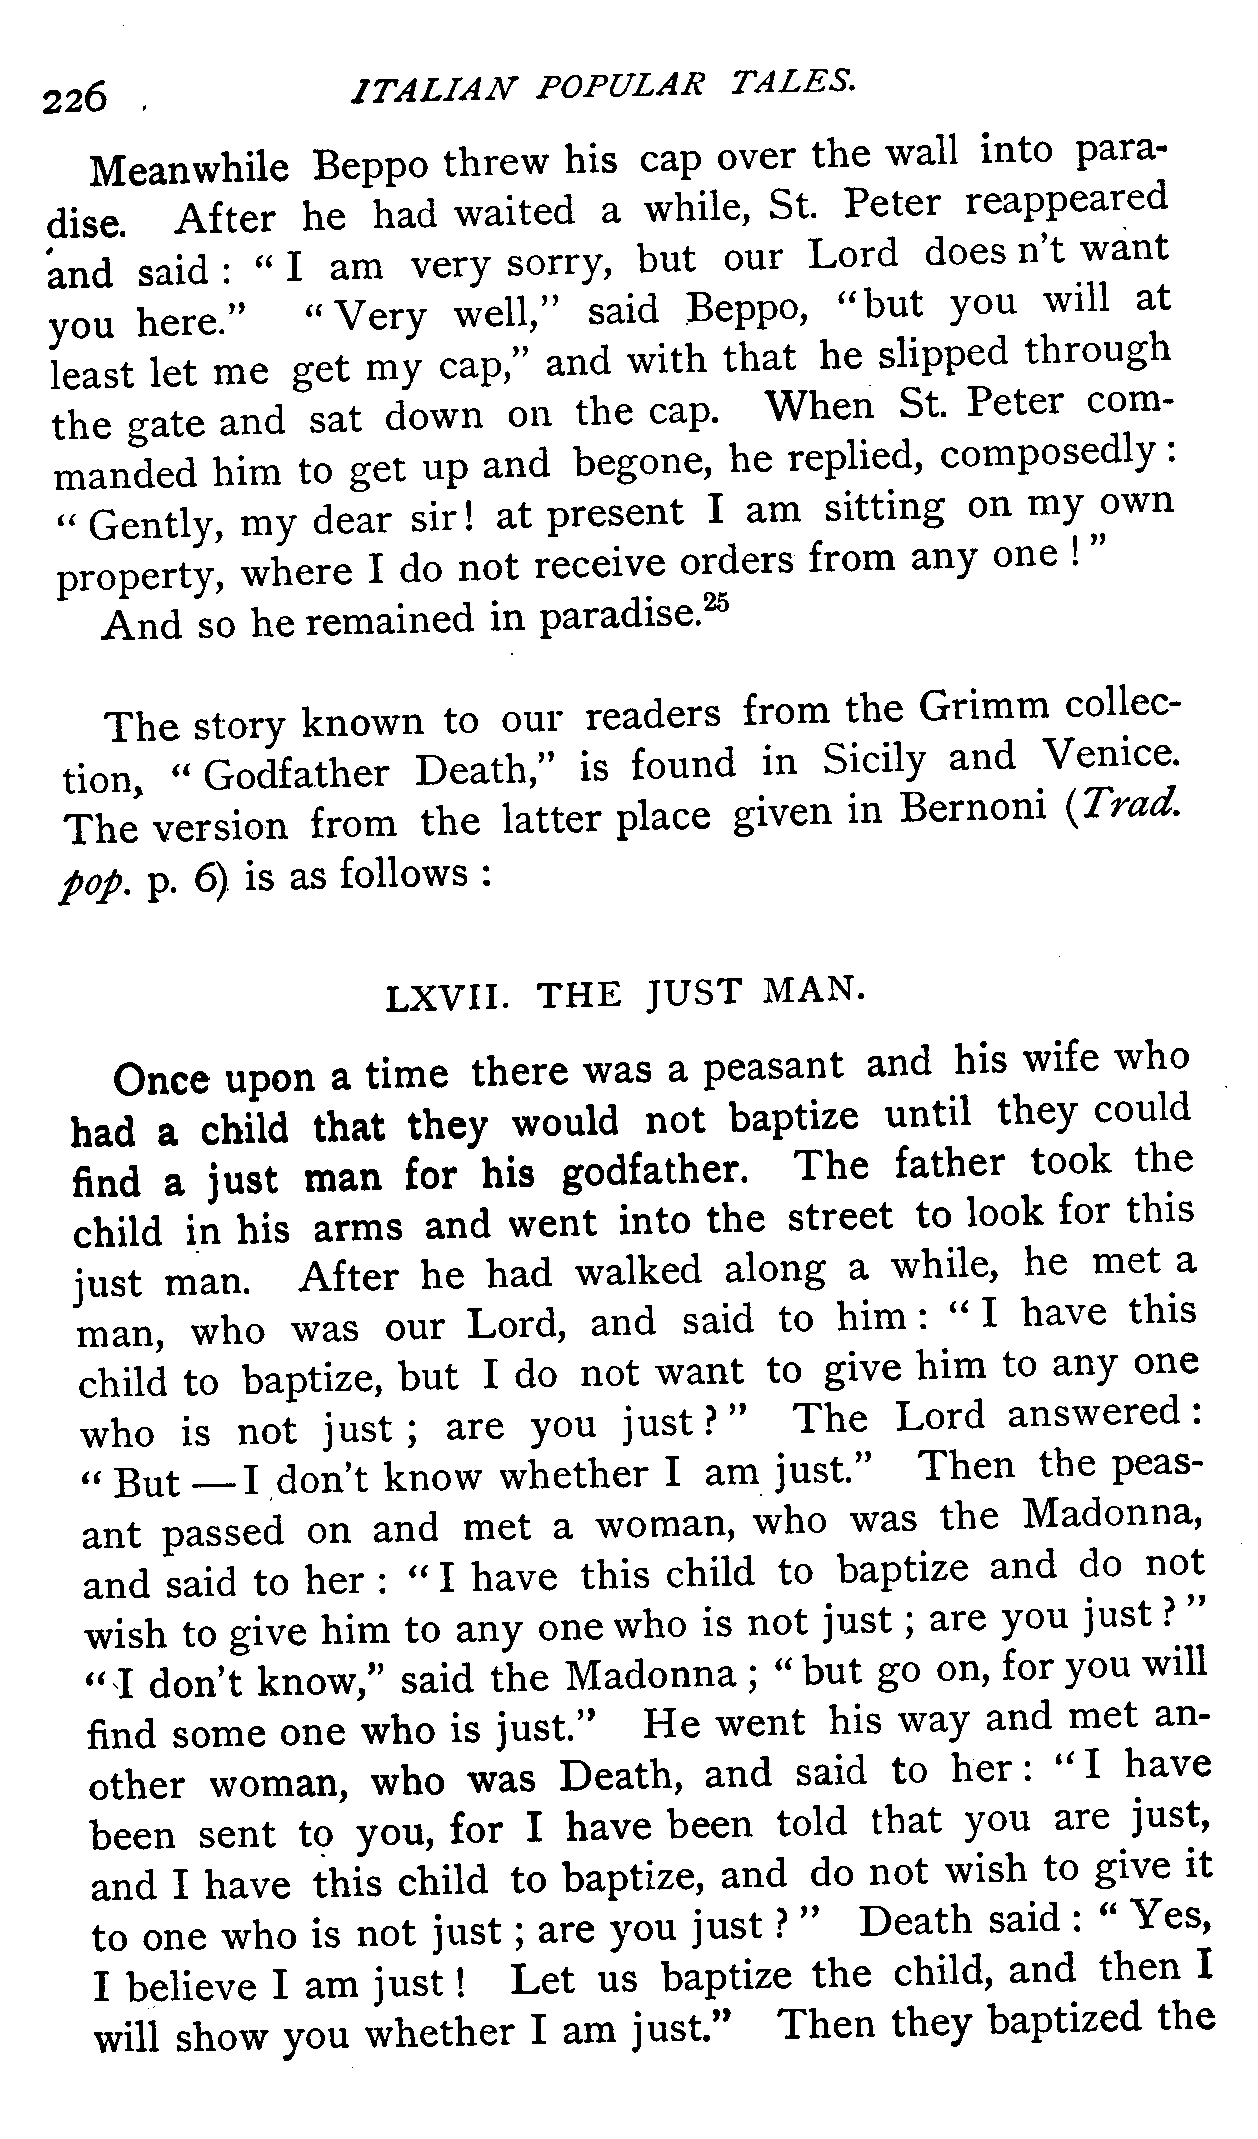 226 ITALIAN POPULAR TALES.
Meanwhile Beppo threw his cap over the wall into para-
dise. After he had waited a while, St. Peter reappeared
and said : " I am very sorry, but our Lord does n't want
you here." " Very well," said Beppo, "but you will at
least let me get my cap," and with that he slipped through
the gate and sat down on the cap. When St. Peter com-
manded him to get up and begone, he replied, composedly :
" Gently, my dear sir! at present I am sitting on my own
property, where I do not receive orders from any one ! "
And so he remained in paradise.25
The story known to our readers from the Grimm collec-
tion, " Godfather Death," is found in Sicily and Venice.
The version from the latter place given in Bernoni (Trad.
pop. p. 6) is as follows :
LXVII. THE JUST MAN.
Once upon a time there was a peasant and his wife who
had a child that they would not baptize until they could
find a just man for his godfather. The father took the
child in his arms and went into the street to look for this
just man. After he had walked along a while, he met a
man, who was our Lord, and said to him : " I have this
child to baptize, but I do not want to give him to any one
who is not just ; are you just ? " The Lord answered :
" But — I don't know whether I am just." Then the peas-
ant passed on and met a woman, who was the Madonna,
and said to her : " I have this child to baptize and do not
wish to give him to any one who is not just ; are you just ? "
" I don't know," said the Madonna ; " but go on, for you will
find some one who is just." He went his way and met an-
other woman, who was Death, and said to her : " I have
been sent to you, for I have been told that you are just,
and I have this child to baptize, and do not wish to give it
to one who is not just ; are you just ? " Death said : " Yes,
I believe I am just ! Let us baptize the child, and then I
will show you whether I am just." Then they baptized the